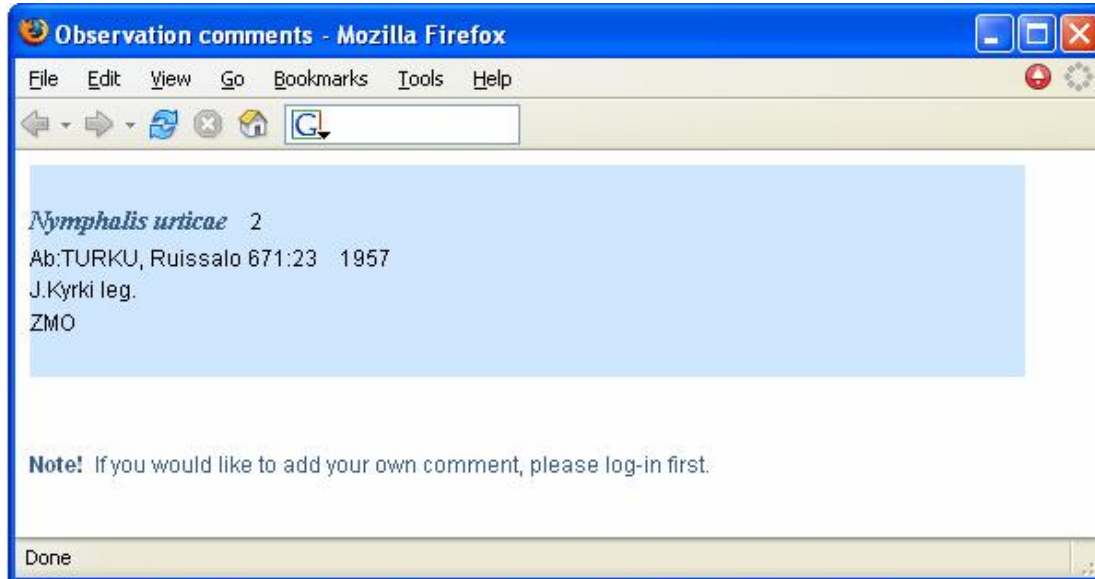 Observation comments - Mozilla Firefox
File Edit View Go Bookmarks Tools Help
G
Nymphalis urticae 2
Ab:TURKU, Ruissalo 671:23 1957
J.Kyrki leg.
ZMO
Note! If you would like to add your own comment, please log-in first.
Done